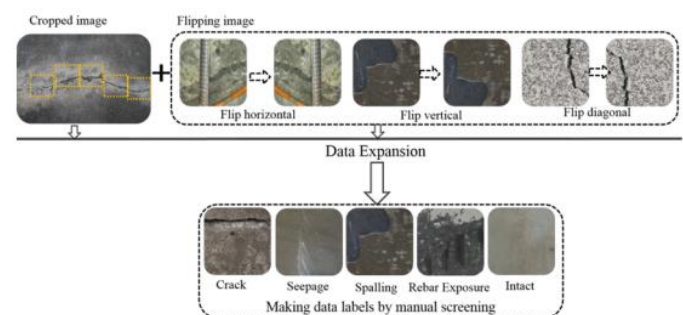 Cropped image
Flipping image
Flip horizontal
Flip vertical
Flip diagonal
Data Expansion
Crack
Seepage
Spalling
Rebar Exposure
Intact
Making data labels by manual screening